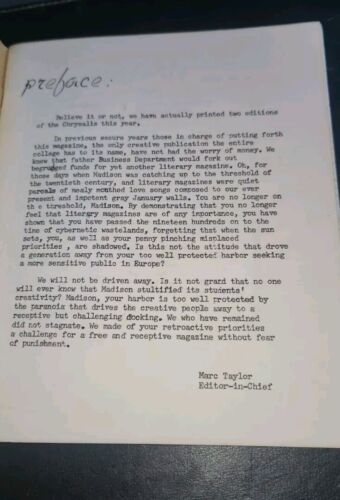 preface:
Believe it or not, we have actually printed two editions
of the Chrysalis this year.
In previous secure years those in charge of putting forth
this magazine, the only creative publication the entire
college has to its name, have not had the worry of money. We
knew that father Business Department would fork out
begrudged funds for yet another literary magazine. Oh, for
those days when Madison was catching up to the threshold of
the twentieth century, and literary magazines were quiet
parcels of mealy mouthed love songs composed to our ever
present and impotent gray January walls. You are no longer on
th e threshold, Madison. By demonstrating that you no longer
feel that literary magazines are of any importance, you have
shown that you have passed the nineteen hundreds on to the
time of cybernetic wastelands, forgetting that when the sun
sets, you, as well as your penny pinching misplaced
priorities , are shadowed. Is this not the attitude that drove
a generation away from your too well protected harbor seeking
a more sensitive public in Europe?
We will not be driven away. Is it not grand that no one
will ever know that Madison stultified its students'
creativity? Madison, your harbor is too well protected by
the paranoia that drives the creative people away to a
receptive but challenging docking. We who have remained
did not stagnate. We made of your retroactive priorities
a challenge for a free and receptive magazine without fear
of punishment.
Marc Taylor
Editor-in-Chief